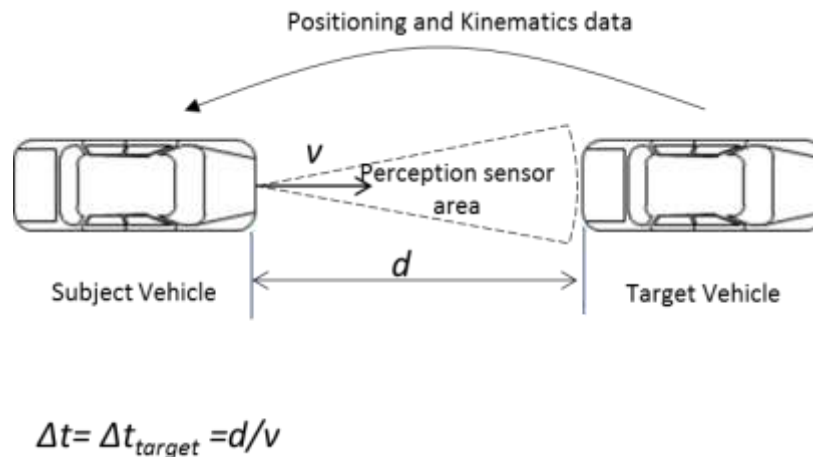 Positioning and Kinematics data
v
Perception sensor
area
d
Subject Vehicle
Target Vehicle
Δt= Δt_target =d/v